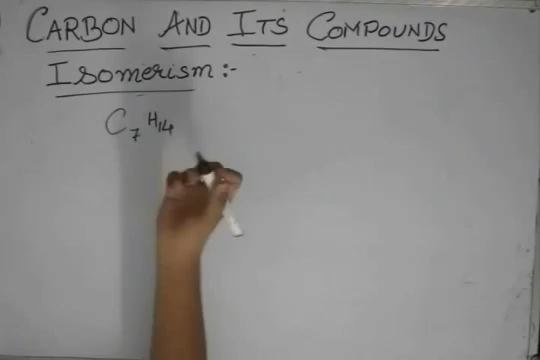 CARBON AND ITS COMPOUNDS
Isomerism :-
C₇H₁₄